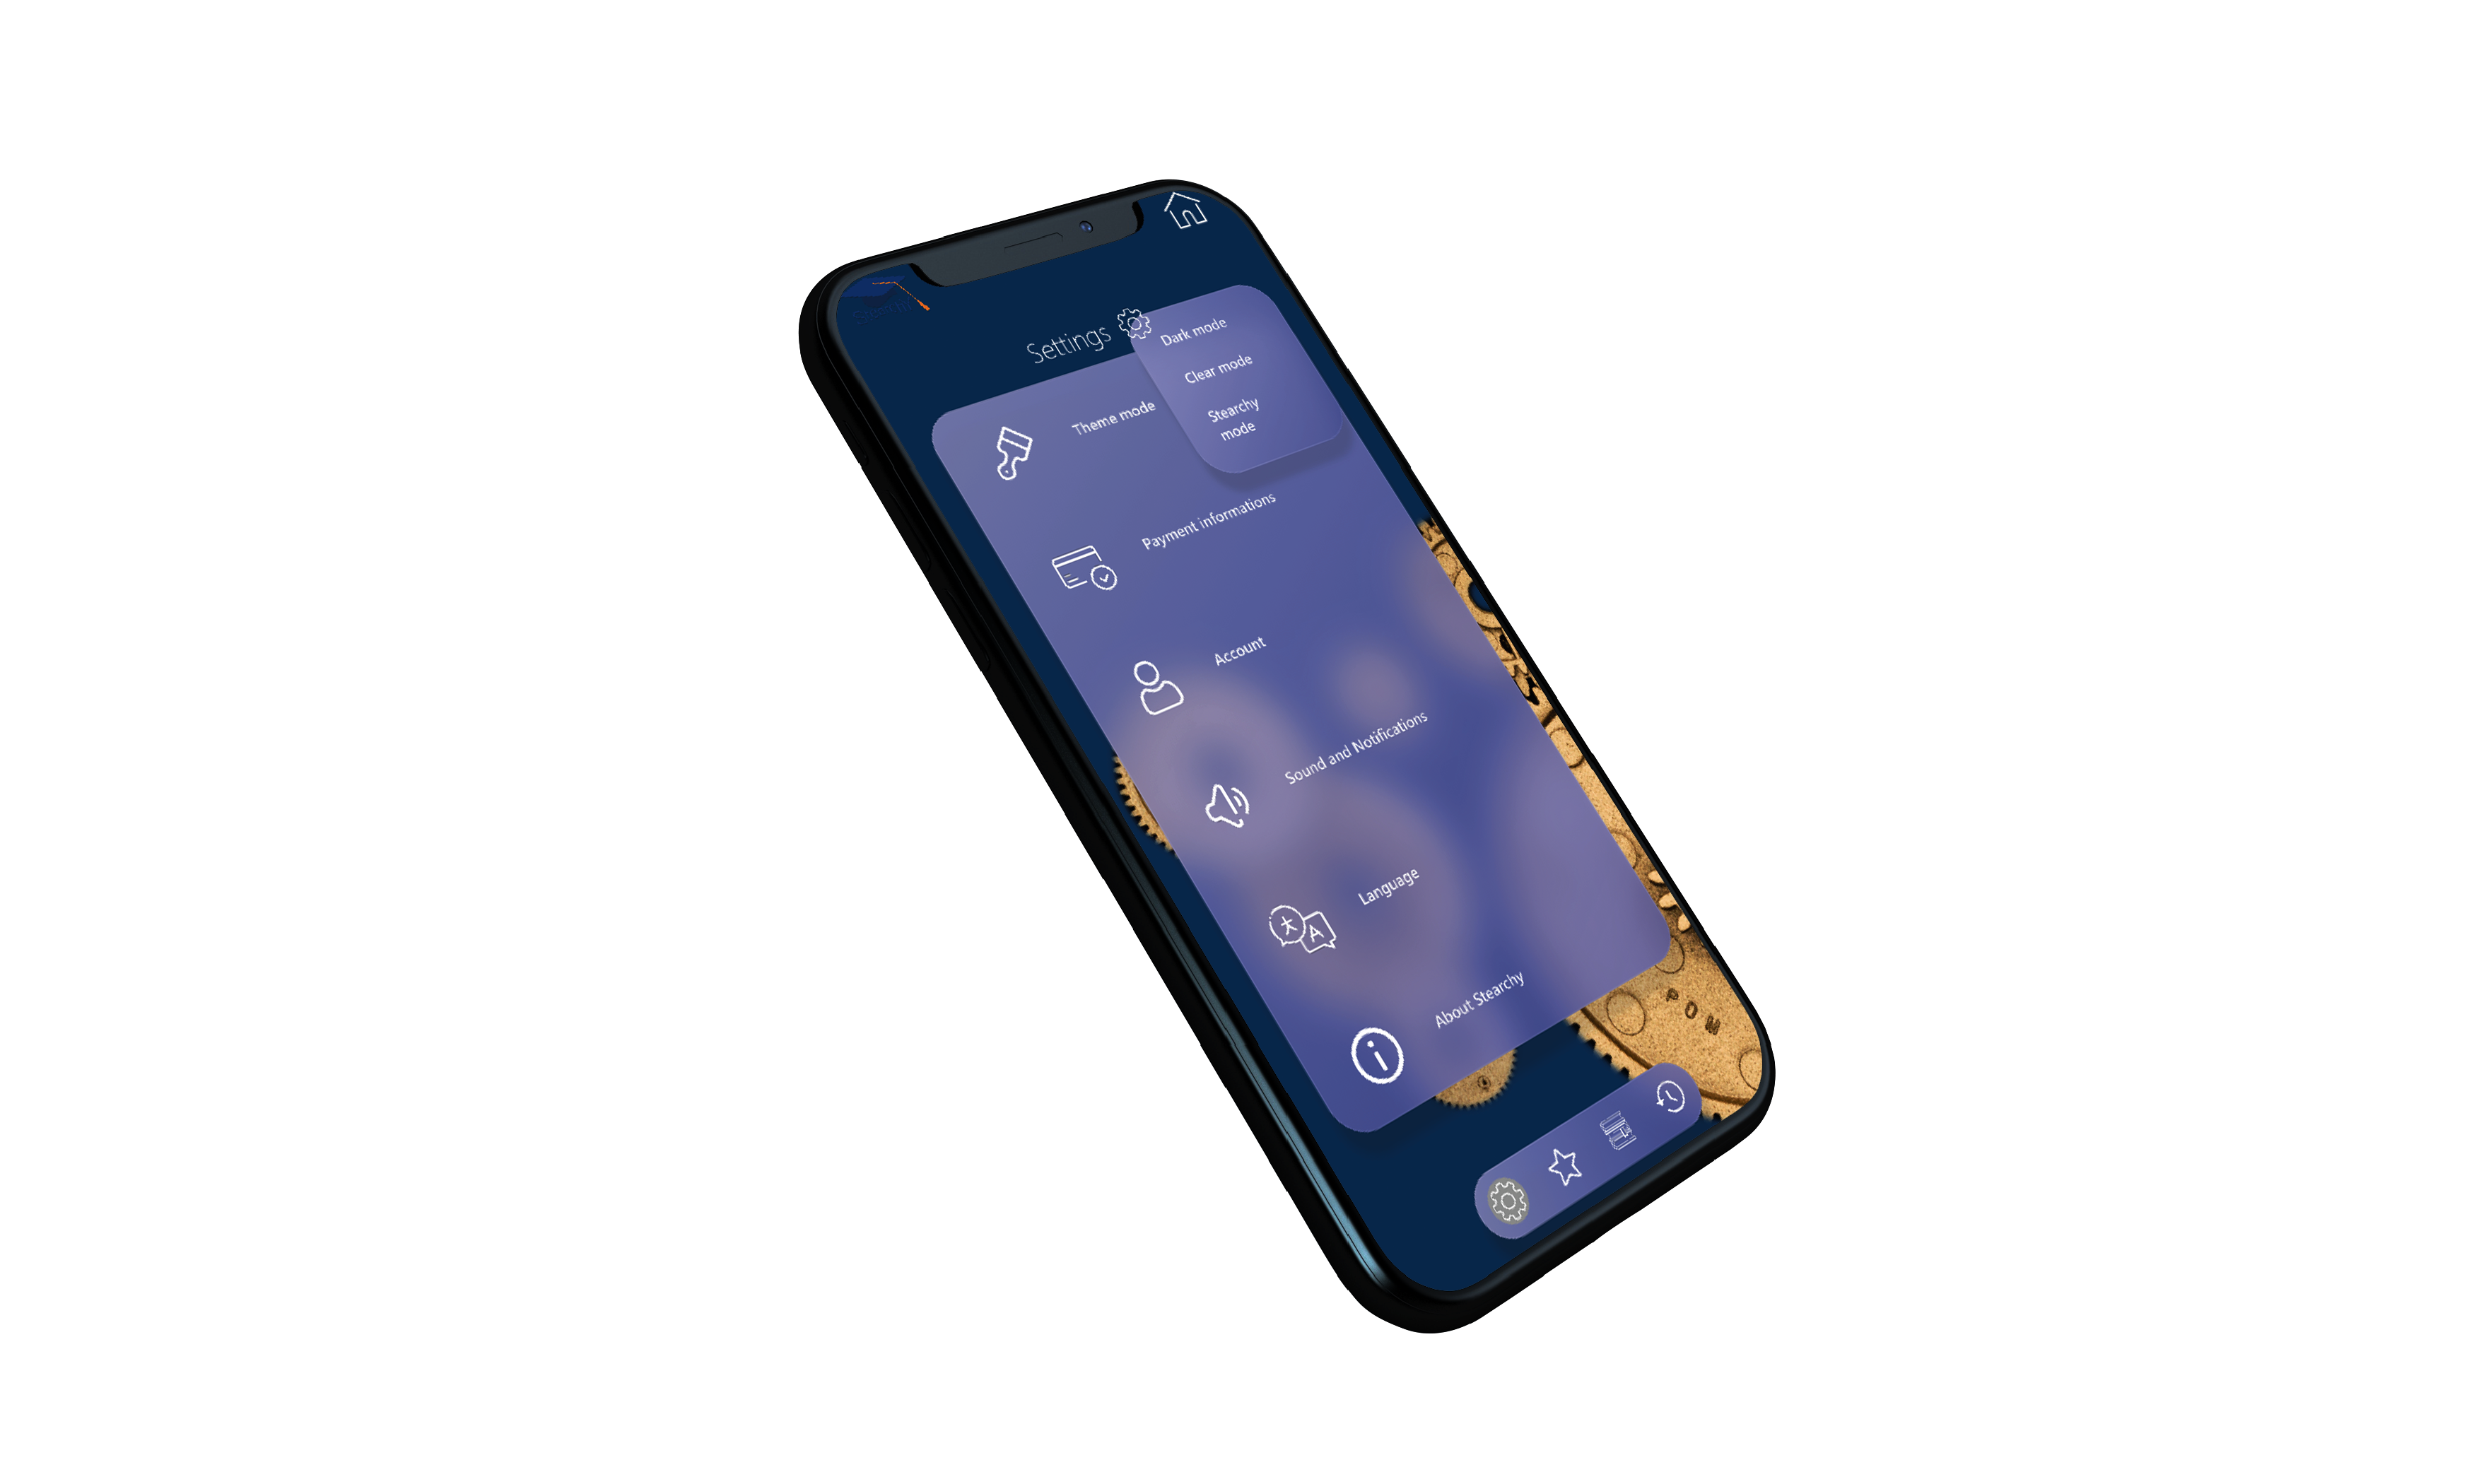 Settings
Dark mode
Clear mode
Stearchy
mode
Theme mode
Payment informations
Account
Sound and Notifications
Language
A
About Stearchy